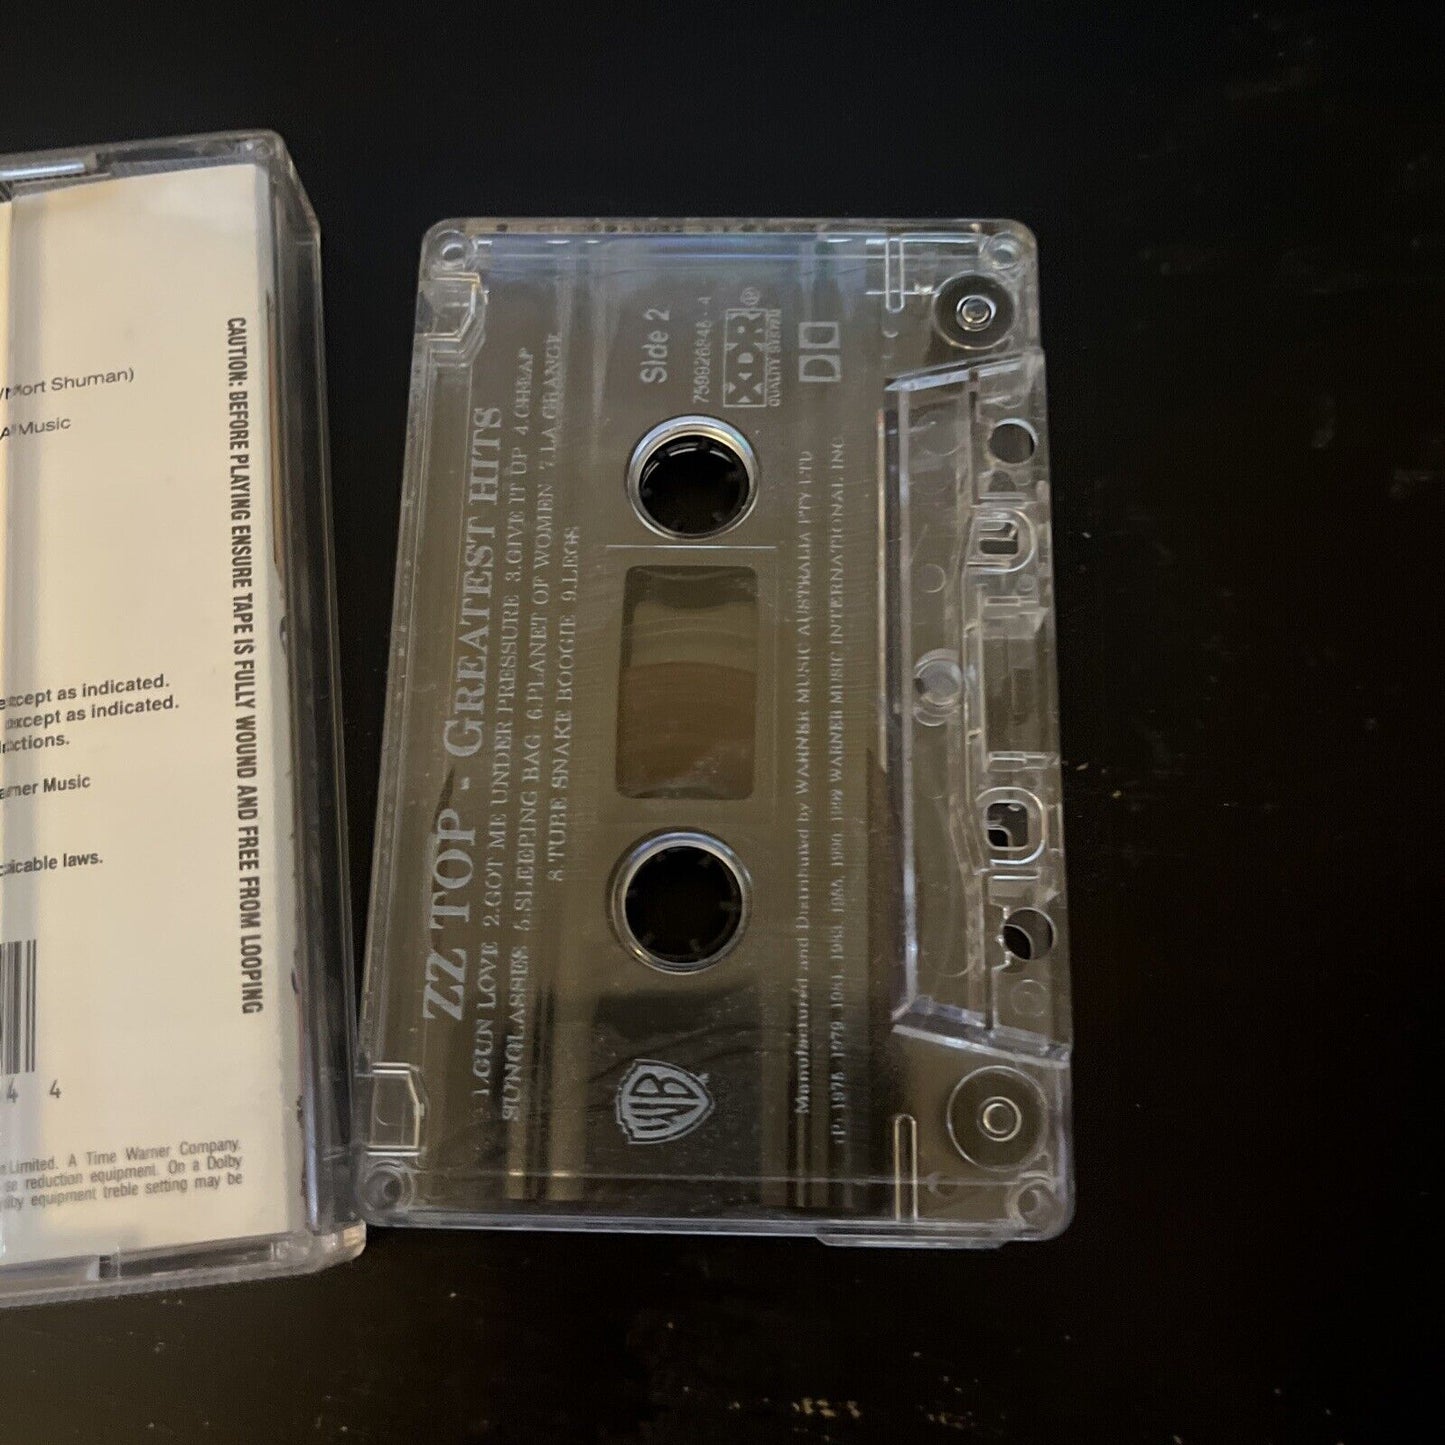 Mort Shuman)
Music
except as indicated.
except as indicated.
Music
laws.
4 4
Limited. A Time Warner Company.
reduction equipment. On a Dolby
equipment treble setting may be
CAUTION: BEFORE PLAYING ENSURE TAPE IS FULLY WOUND AND FREE FROM LOOPING
ZZ TOP - GREATEST HITS
1.GUN LOVE 2.GOT ME UNDER PRESSURE 3.GIVE IT UP 4.CHEAP
SUNGLASSES 5.SLEEPING BAG 6.PLANET OF WOMEN 7.LA GRANGE
8.TUBE SNAKE BOOGIE 9.LEGS
Side 2
759926846-4
XDR®
QUALITY SYSTEM
WB
Manufactured and Distributed by WARNER MUSIC AUSTRALIA PTY LTD
WARNER MUSIC INTERNATIONAL INC